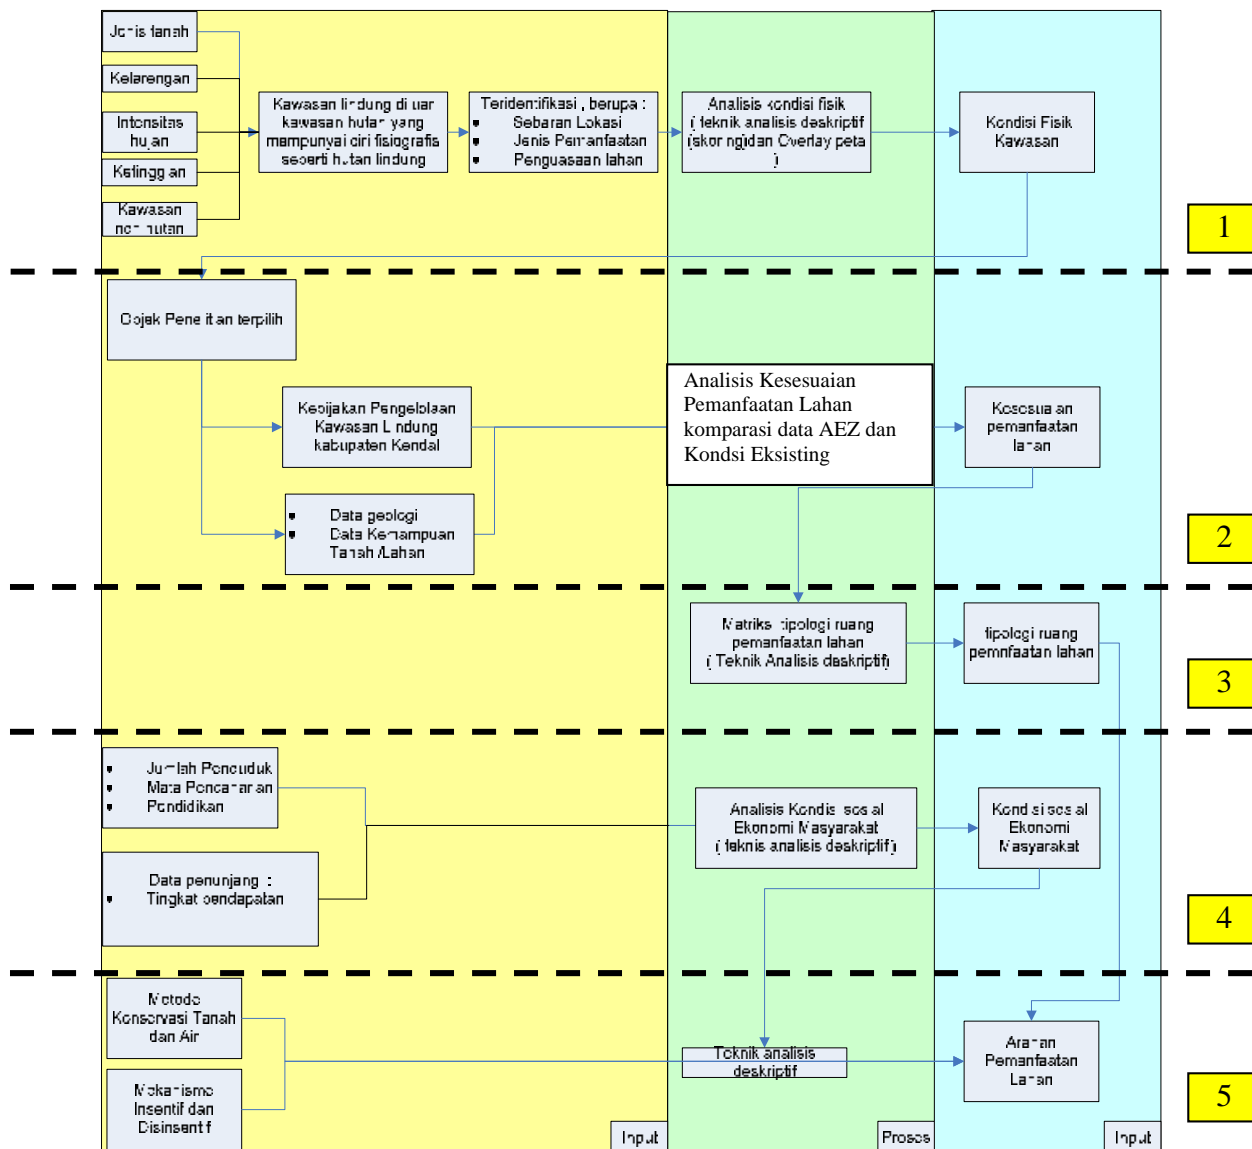 Jenis tanah
Kelerengan
Intensitas
hujan
Ketinggian
Kawasan
non hutan
Kawasan lindung di luar
kawasan hutan yang
mempunyai ciri fisiografis
seperti hutan lindung
Teridentifikasi , berupa :
Sebaran Lokasi
Jenis Pemanfaatan
Penguasaan lahan
Analisis kondisi fisik
( teknik analisis deskriptif
(skoring)dan Overlay peta
)
Kondisi Fisik
Kawasan
1
Objek Penelitian terpilih
Kebijakan Pengelolaan
Kawasan Lindung
kabupaten Kendal
Data geologi
Data Kemampuan
Tanah /Lahan
Analisis Kesesuaian
Pemanfaatan Lahan
komparasi data AEZ dan
Kondsi Eksisting
Kesesuaian
pemanfaatan
lahan
2
Matriks tipologi ruang
pemanfaatan lahan
( Teknik Analisis deskriptif)
tipologi ruang
pemnfaatan lahan
3
Jumlah Penduduk
Mata Pencaharian
Pendidikan
Data penunjang :
Tingkat pendapatan
Analisis Kondisi sosial
Ekonomi Masyarakat
( teknis analisis deskriptif)
Kondisi sosial
Ekonomi
Masyarakat
4
Metode
Konservasi Tanah
dan Air
Mekanisme
Insentif dan
Disinsentif
Teknik analisis
deskriptif
Arahan
Pemanfaatan
Lahan
5
Input
Proses
Input